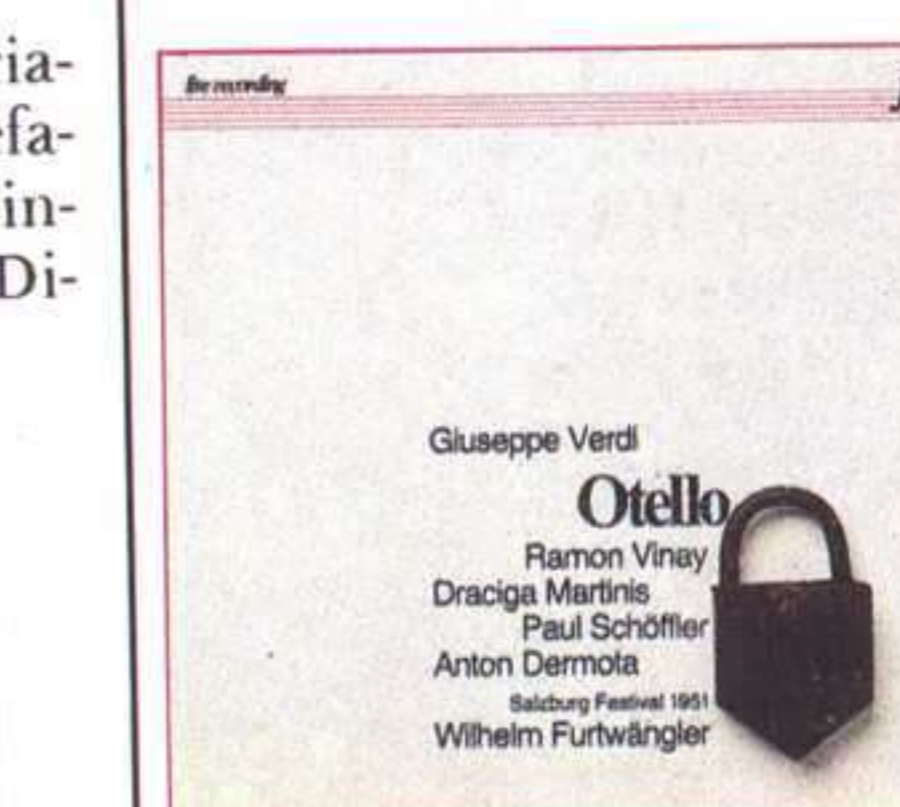 ia-
efa-
in-
Di-
live recording
Giuseppe Verdi
Otello
Ramon Vinay
Draciga Martinis
Paul Schöffler
Anton Dermota
Salzburg Festival 1951
Wilhelm Furtwängler